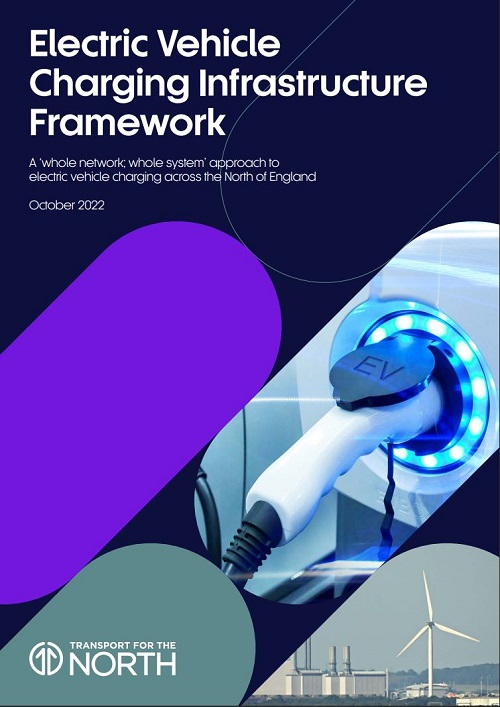 Electric Vehicle
Charging Infrastructure
Framework
A ‘whole network; whole system’ approach to
electric vehicle charging across the North of England
October 2022
EV
TRANSPORT FOR THE
NORTH